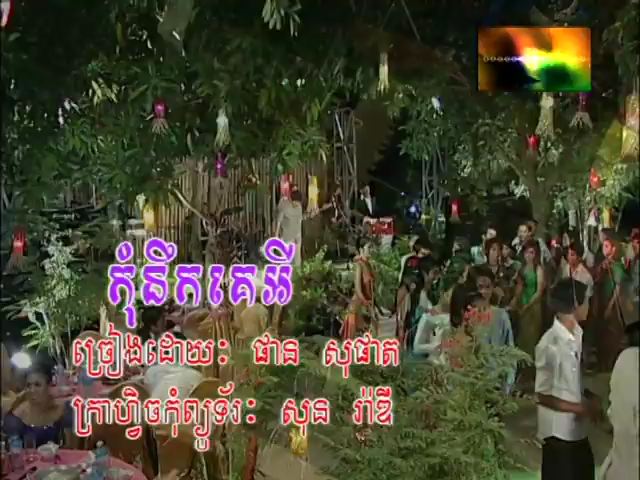 កុំនឹកគេអី
ច្រៀងដោយៈ ផាន សុផាត
ក្រាហ្វិចកុំព្យូទ័រៈ សុន រ៉ាឌី